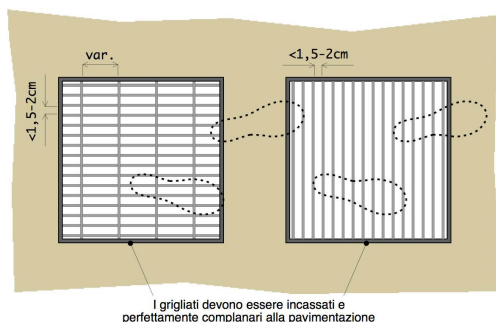 var.
<1,5-2cm
<1,5-2cm
I grigliati devono essere incassati e
perfettamente complanari alla pavimentazione